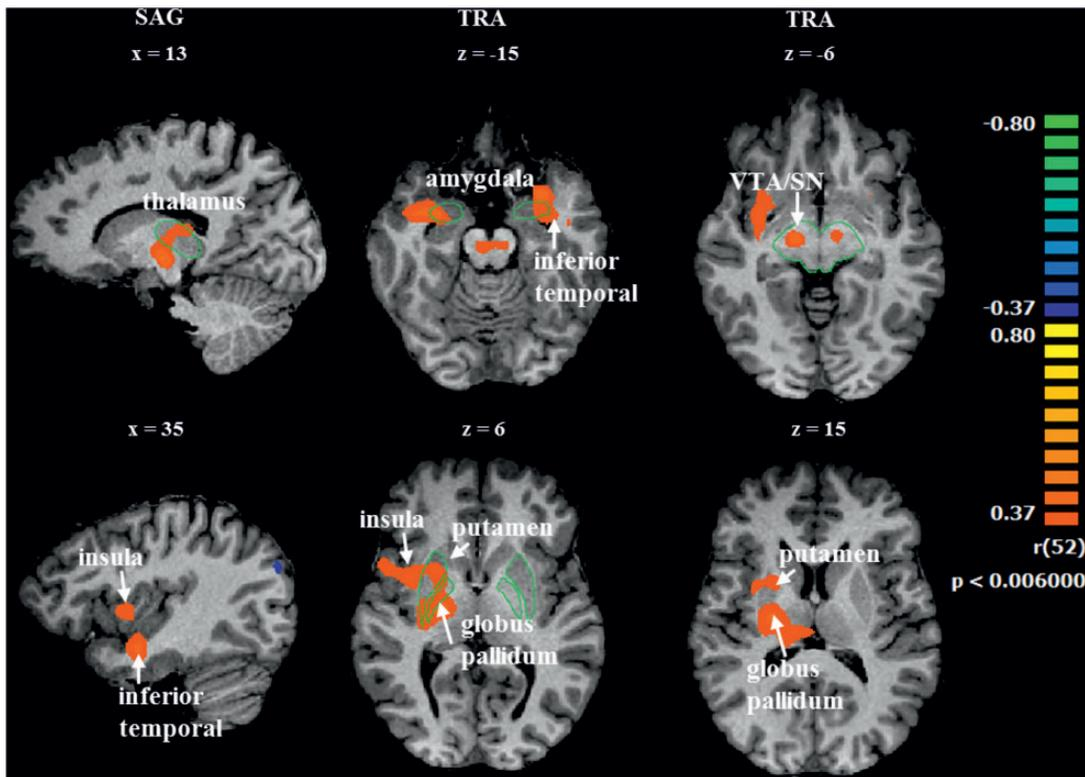 SAG
TRA
TRA
x = 13
z = -15
z = -6
thalamus
amygdala
inferior
temporal
VTA/SN
-0.80
-0.37
0.80
0.37
r(52)
p < 0.006000
x = 35
z = 6
z = 15
insula
inferior
temporal
insula
putamen
globus
pallidum
putamen
globus
pallidum